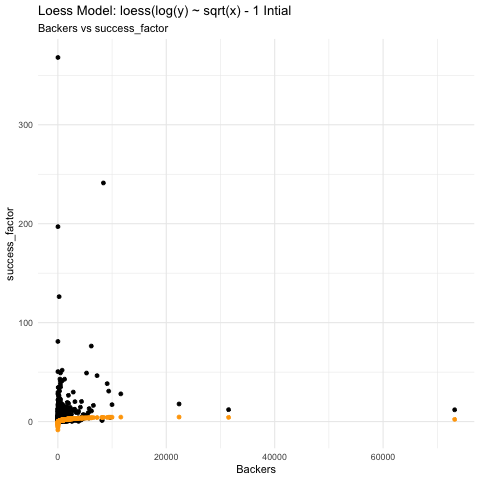 Loess Model: loess(log(y) ~ sqrt(x) - 1 Intial
Backers vs success_factor
success_factor
300
200
100
0
0 20000 40000 60000
Backers